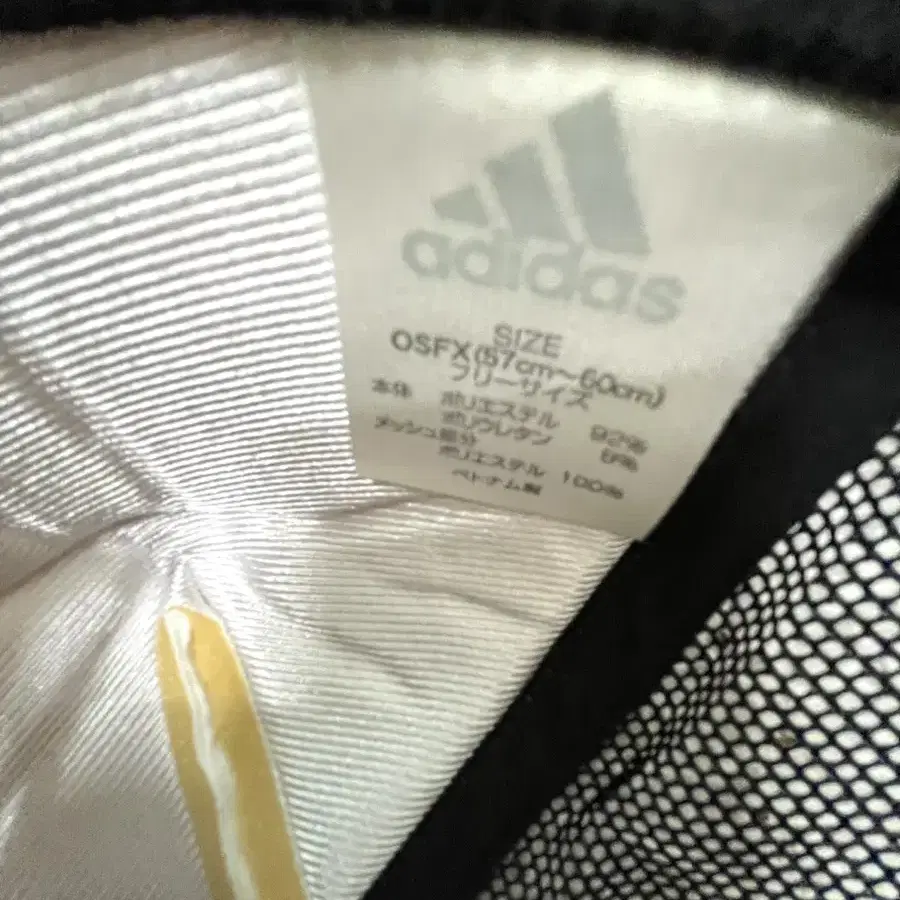 adidas
SIZE
OSFX(57cm~60cm)
フリーサイズ
本体 ポリエステル 92%
ポリウレタン 8%
メッシュ部分
ポリエステル 100%
ベトナム製